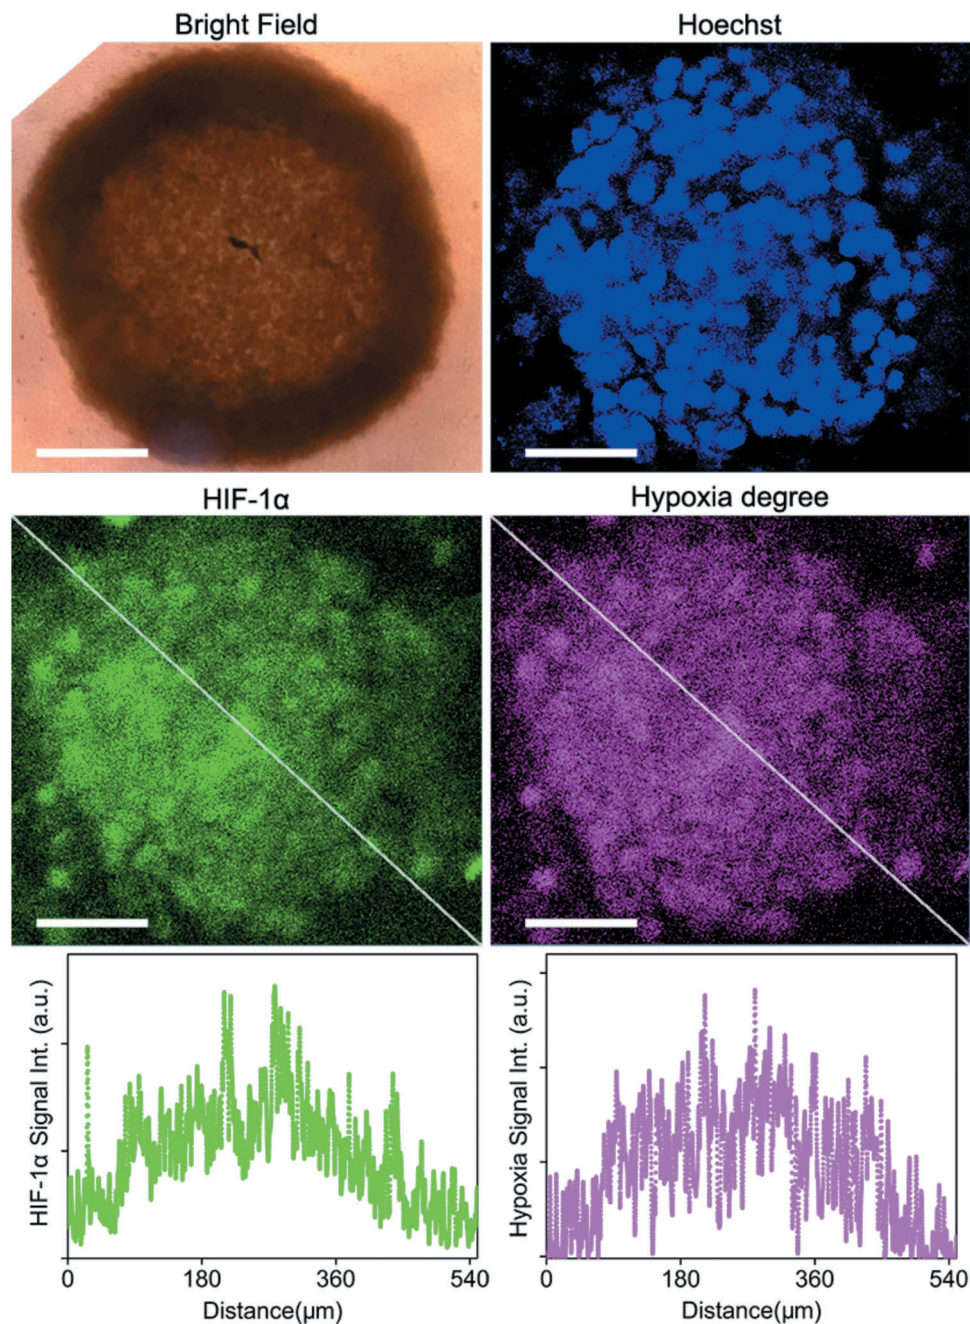 Bright Field
Hoechst
HIF-1α
Hypoxia degree
HIF-1α Signal Int. (a.u.)
0
180
360
540
Distance(μm)
Hypoxia Signal Int. (a.u.)
0
180
360
540
Distance(μm)